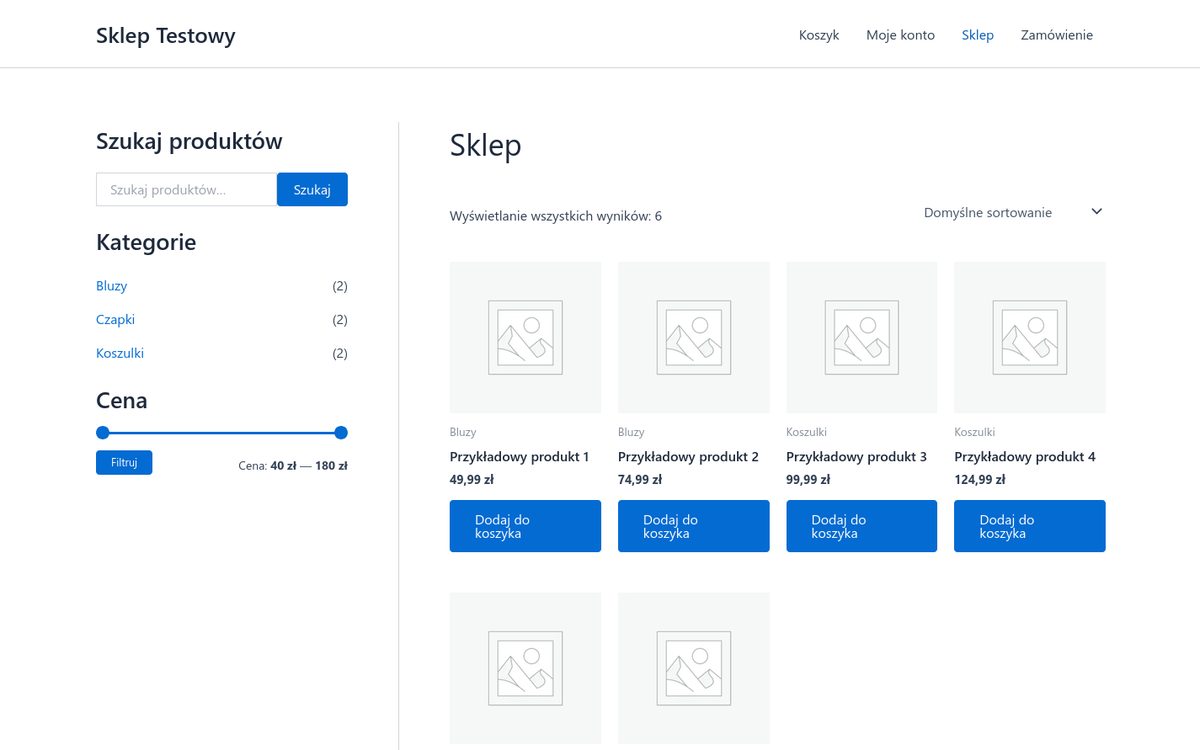 Sklep Testowy
Koszyk
Moje konto
Sklep
Zamówienie
Szukaj produktów
Szukaj produktów…
Szukaj
Kategorie
Bluzy (2)
Czapki (2)
Koszulki (2)
Cena
Filtruj
Cena: 40 zł — 180 zł
Sklep
Wyświetlanie wszystkich wyników: 6
Domyślne sortowanie
Bluzy
Przykładowy produkt 1
49,99 zł
Dodaj do
koszyka
Bluzy
Przykładowy produkt 2
74,99 zł
Dodaj do
koszyka
Koszulki
Przykładowy produkt 3
99,99 zł
Dodaj do
koszyka
Koszulki
Przykładowy produkt 4
124,99 zł
Dodaj do
koszyka